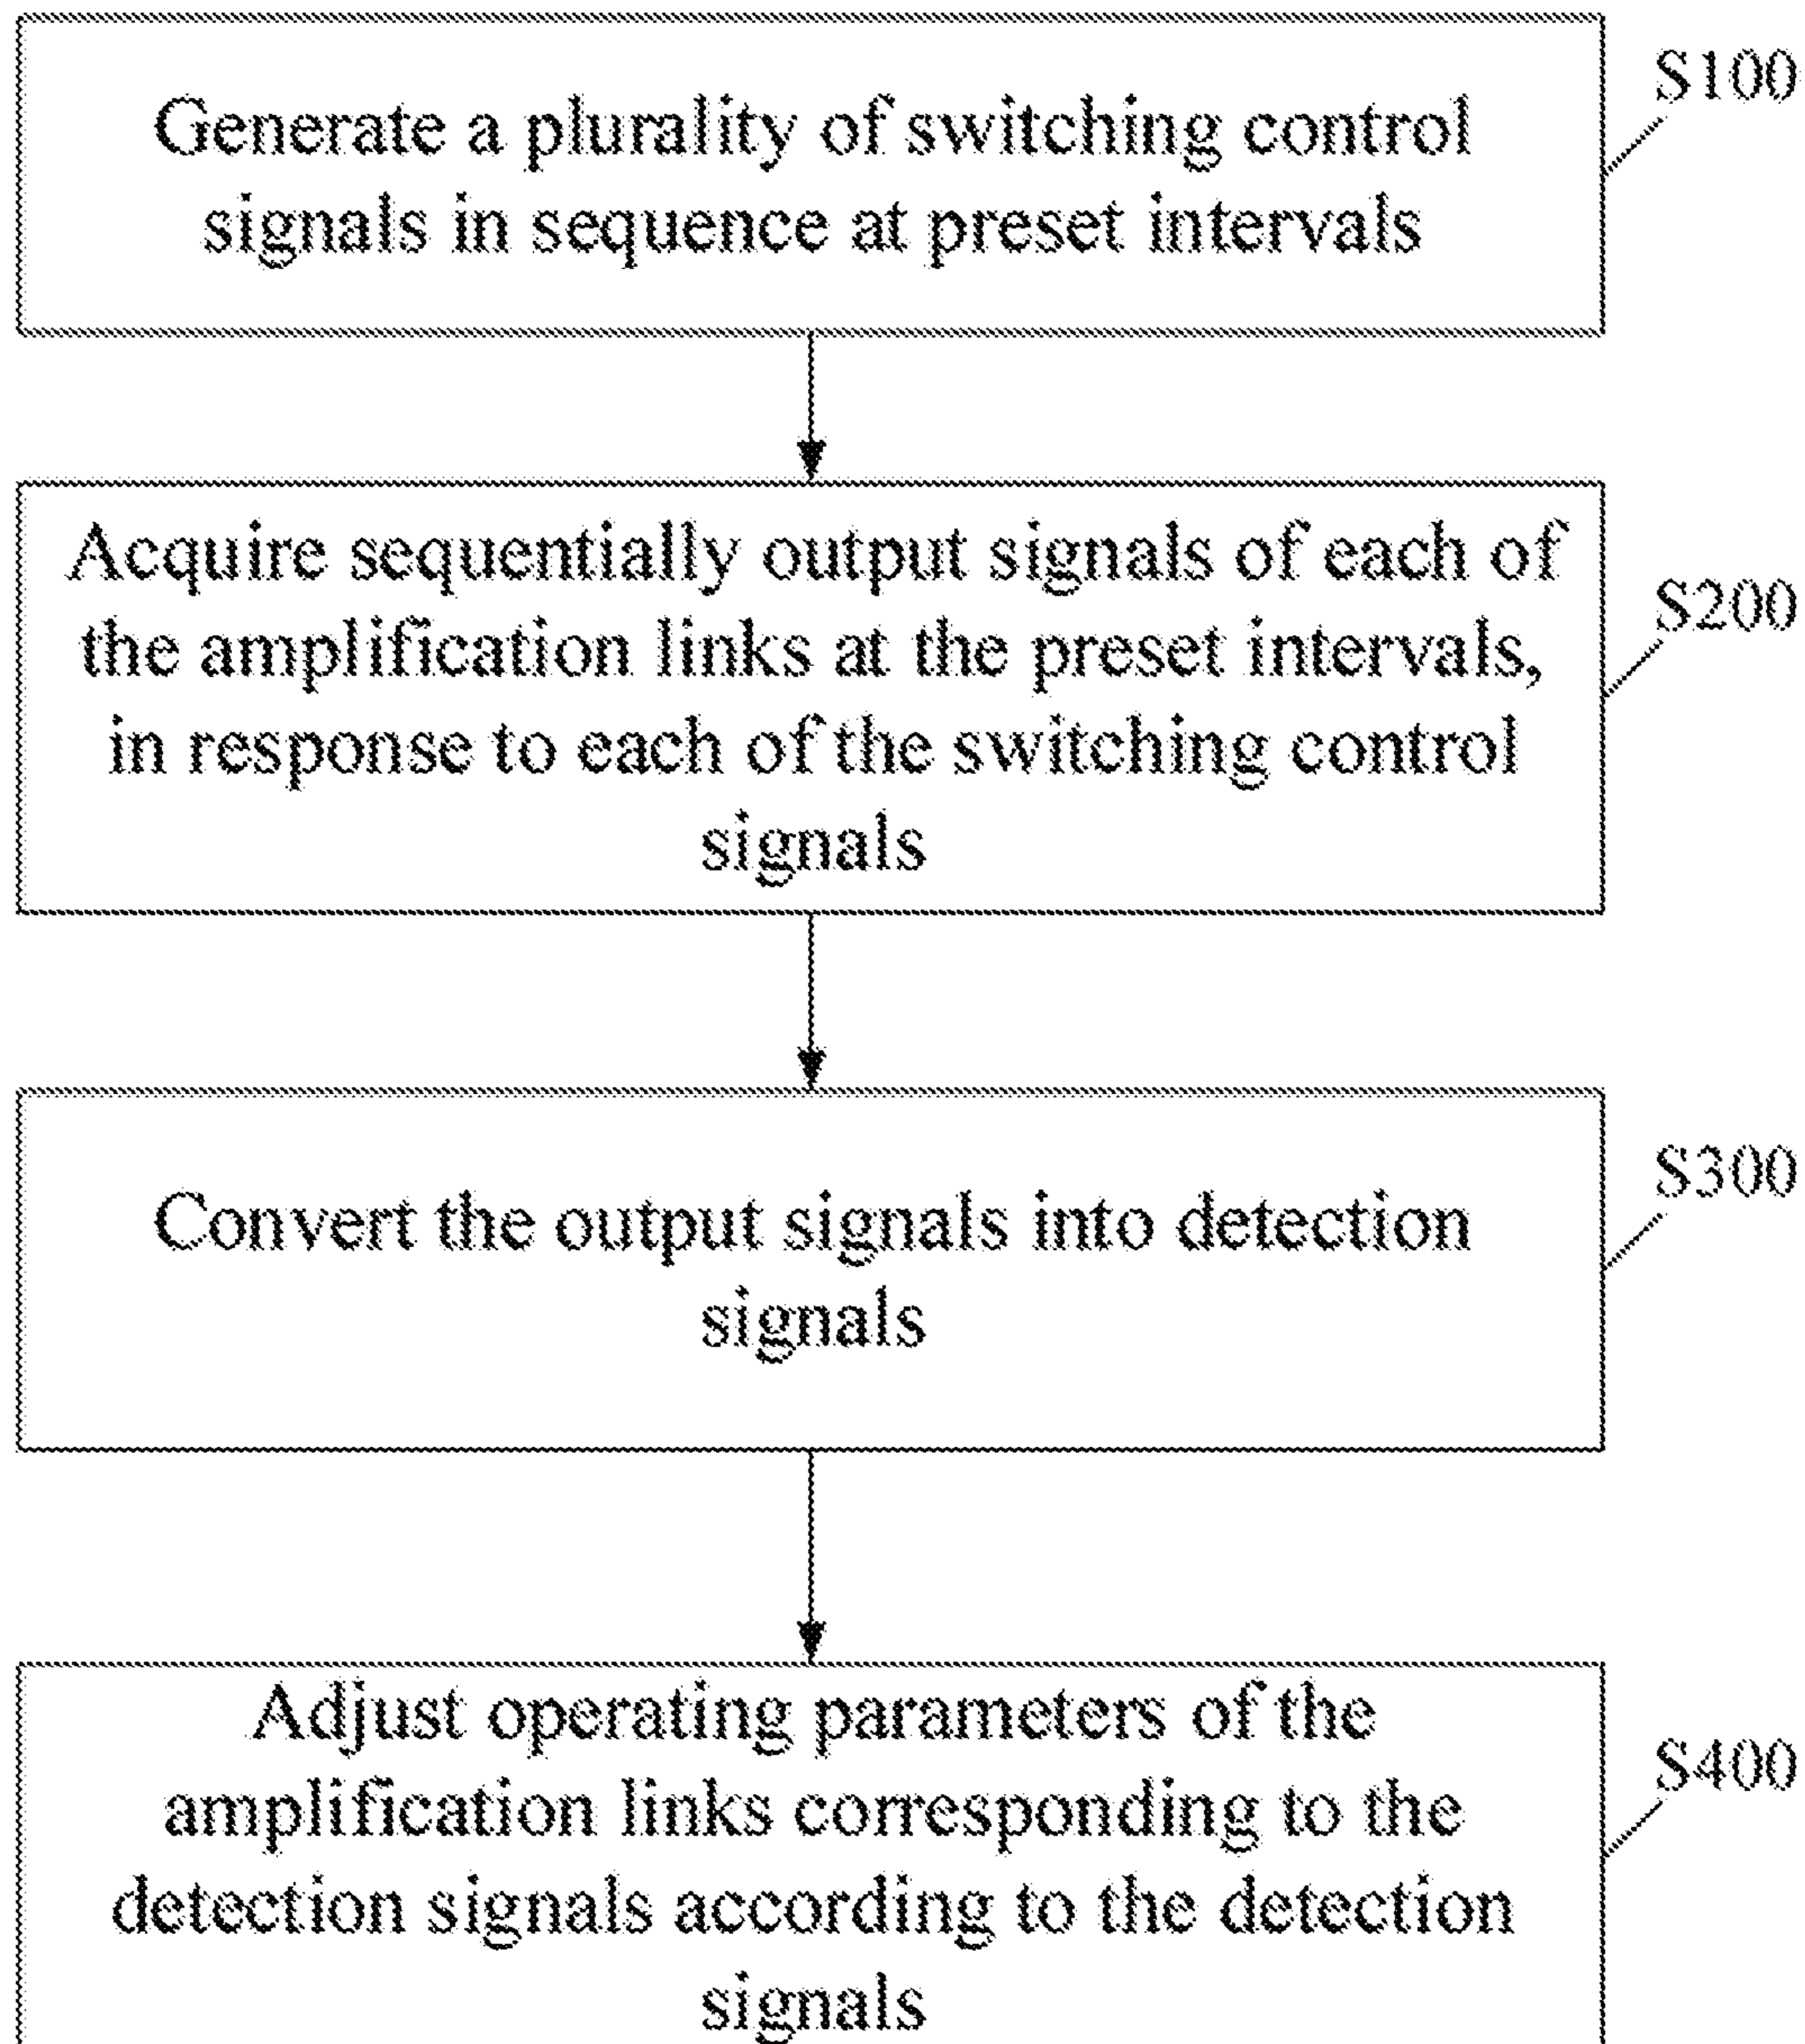 Generate a plurality of switching control
signals in sequence at preset intervals
S100
Acquire sequentially output signals of each of
the amplification links at the preset intervals,
in response to each of the switching control
signals
S200
Convert the output signals into detection
signals
S300
Adjust operating parameters of the
amplification links corresponding to the
detection signals according to the detection
signals
S400